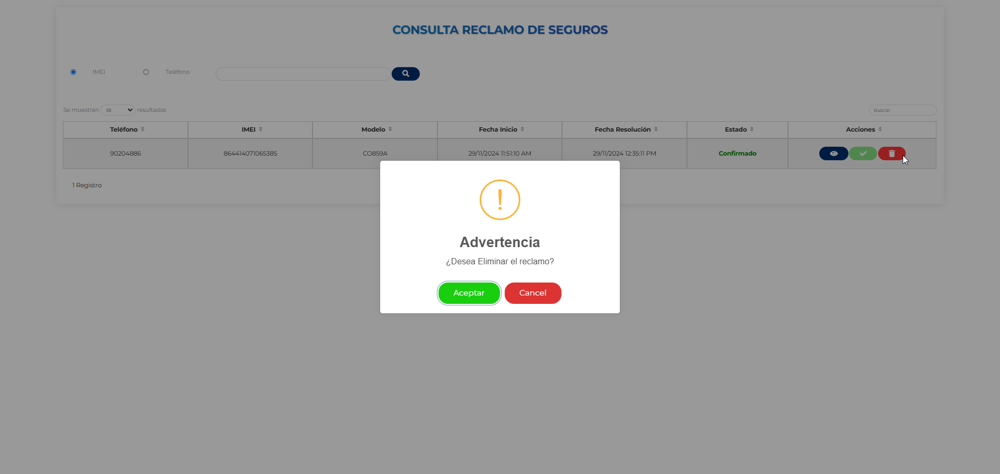 CONSULTA RECLAMO DE SEGUROS
IMEI Teléfono
Se muestran 10 resultados Buscar
Teléfono IMEI Modelo Fecha Inicio Fecha Resolución Estado Acciones
90204886 864414071065385 CO859A 29/11/2024 11:51:10 AM 29/11/2024 12:35:11 PM Confirmado
1 Registro
!
Advertencia
¿Desea Eliminar el reclamo?
Aceptar Cancel